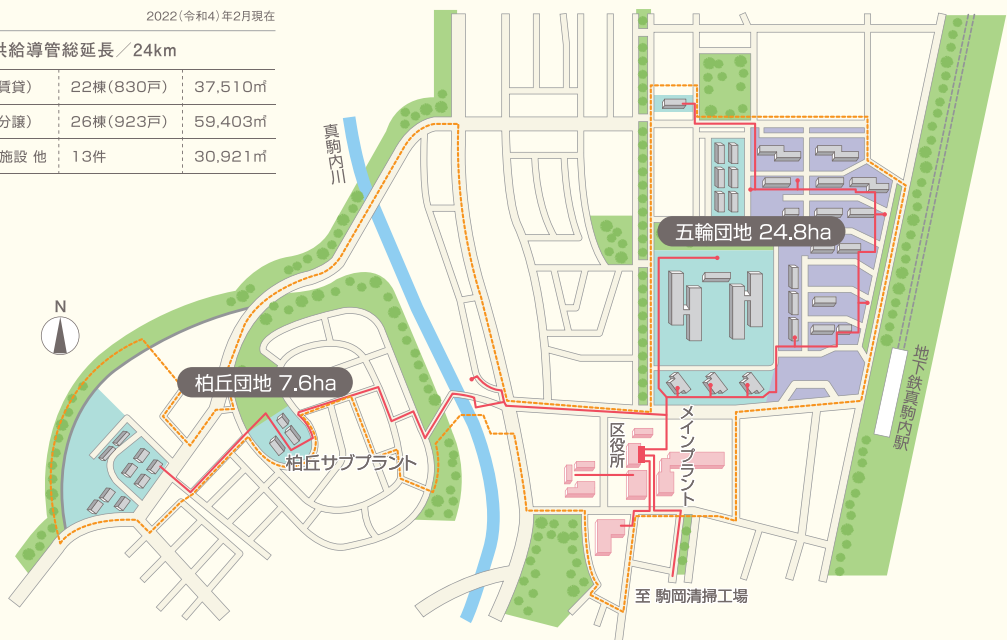 2022(令和4)年2月現在
供給導管総延長／24km
賃貸） 22棟(830戸) 37,510㎡
分譲） 26棟(923戸) 59,403㎡
施設 他 13件 30,921㎡
真駒内川
五輪団地 24.8ha
N
柏丘団地 7.6ha
地下鉄真駒内駅
メインプラント
区役所
柏丘サブプラント
至 駒岡清掃工場